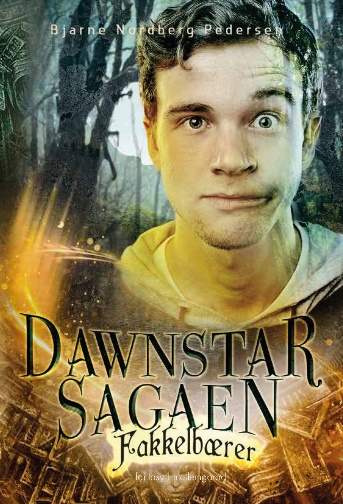 Bjarne Nordberg Pedersen
DAWNSTAR
SAGAEN
Fakkelbærer